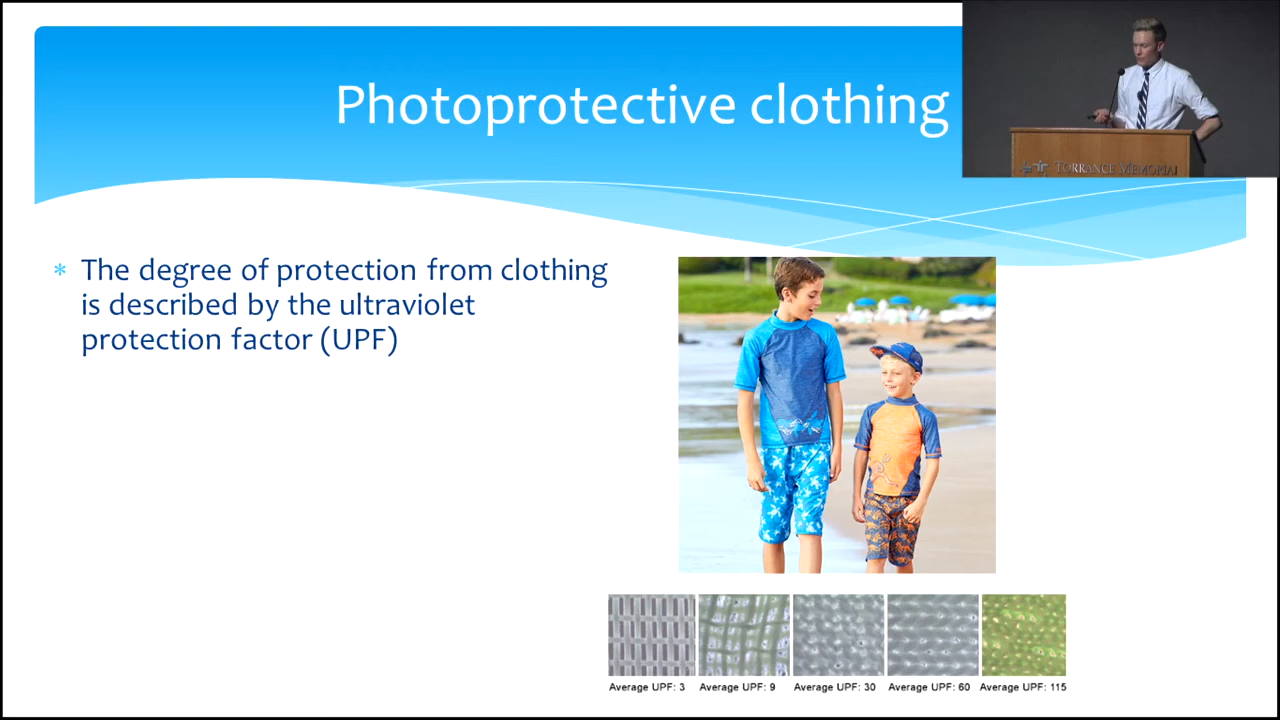 Photoprotective clothing
TORRANCE MEMORIAL
* The degree of protection from clothing
is described by the ultraviolet
protection factor (UPF)
Average UPF: 3
Average UPF: 9
Average UPF: 30
Average UPF: 60
Average UPF: 115